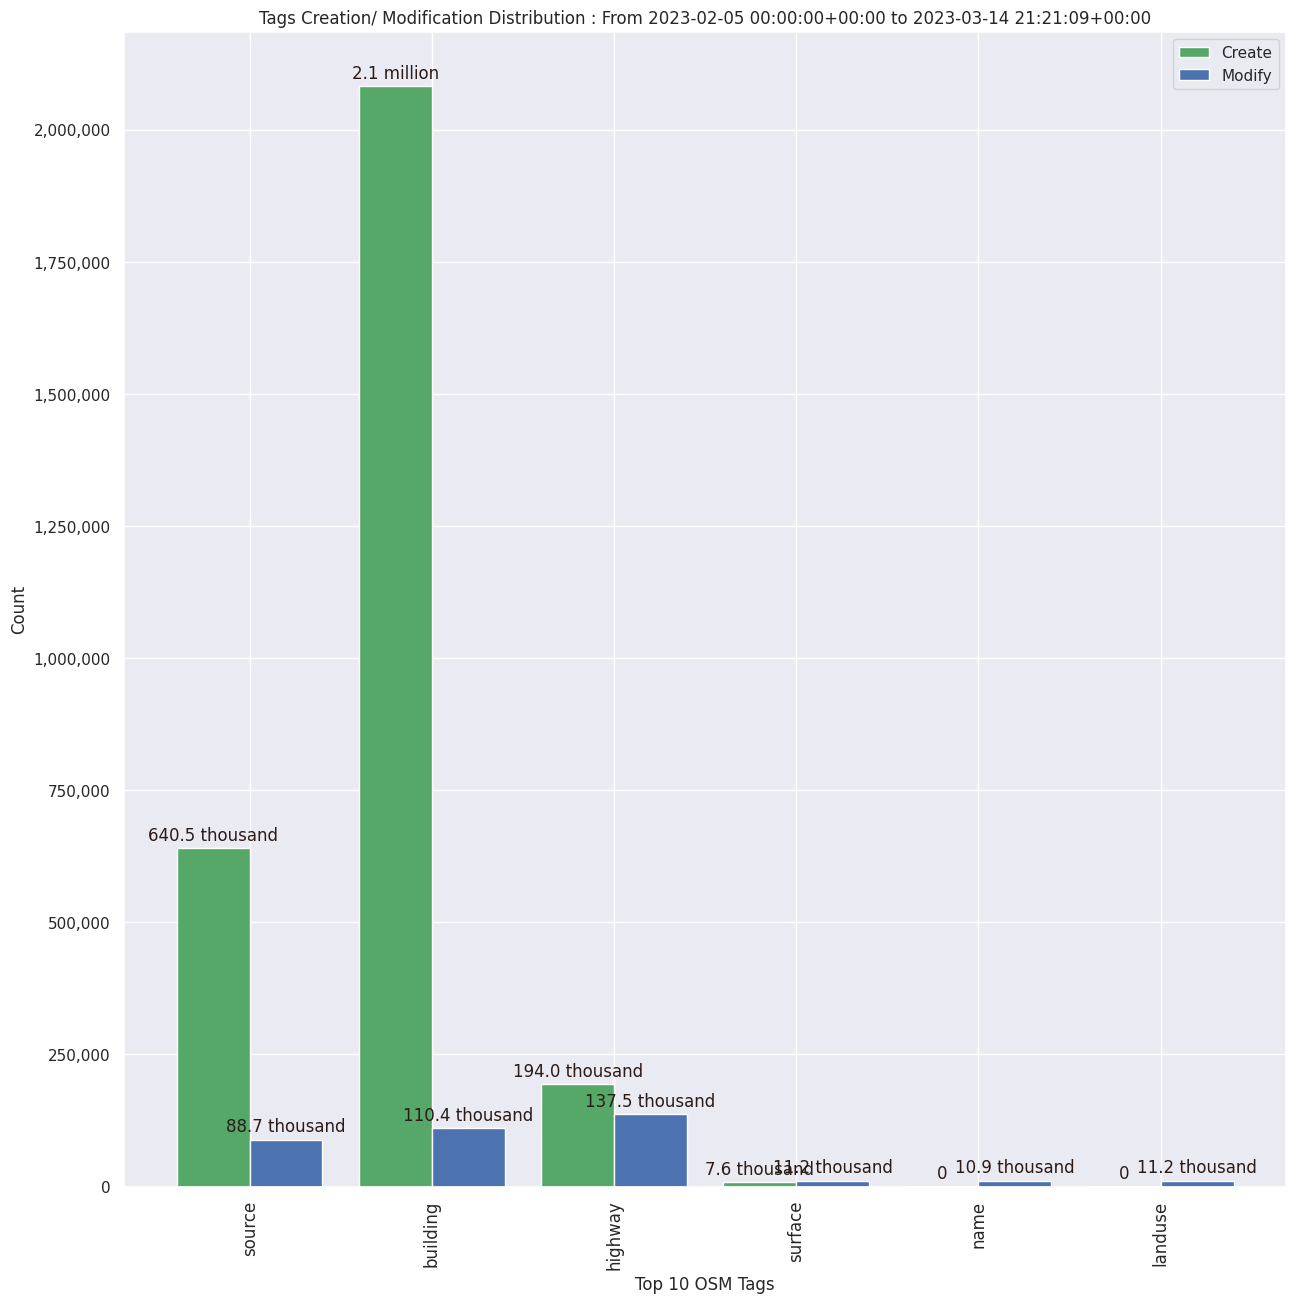 Tags Creation/ Modification Distribution : From 2023-02-05 00:00:00+00:00 to 2023-03-14 21:21:09+00:00
Create
Modify
2.1 million
2,000,000
1,750,000
1,500,000
1,250,000
1,000,000
750,000
500,000
250,000
0
Count
640.5 thousand
88.7 thousand
110.4 thousand
194.0 thousand
137.5 thousand
7.6 thousand
11.2 thousand
0
10.9 thousand
0
11.2 thousand
source
building
highway
surface
name
landuse
Top 10 OSM Tags